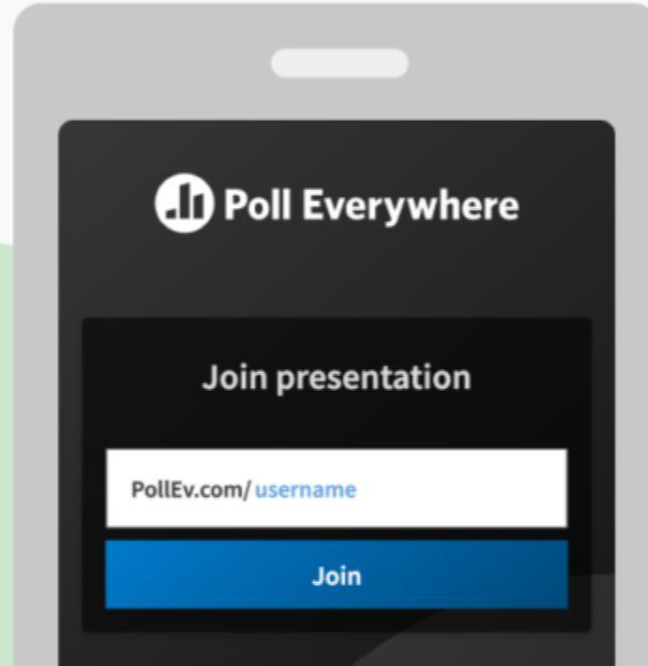 Poll Everywhere
Join presentation
PollEv.com/username
Join